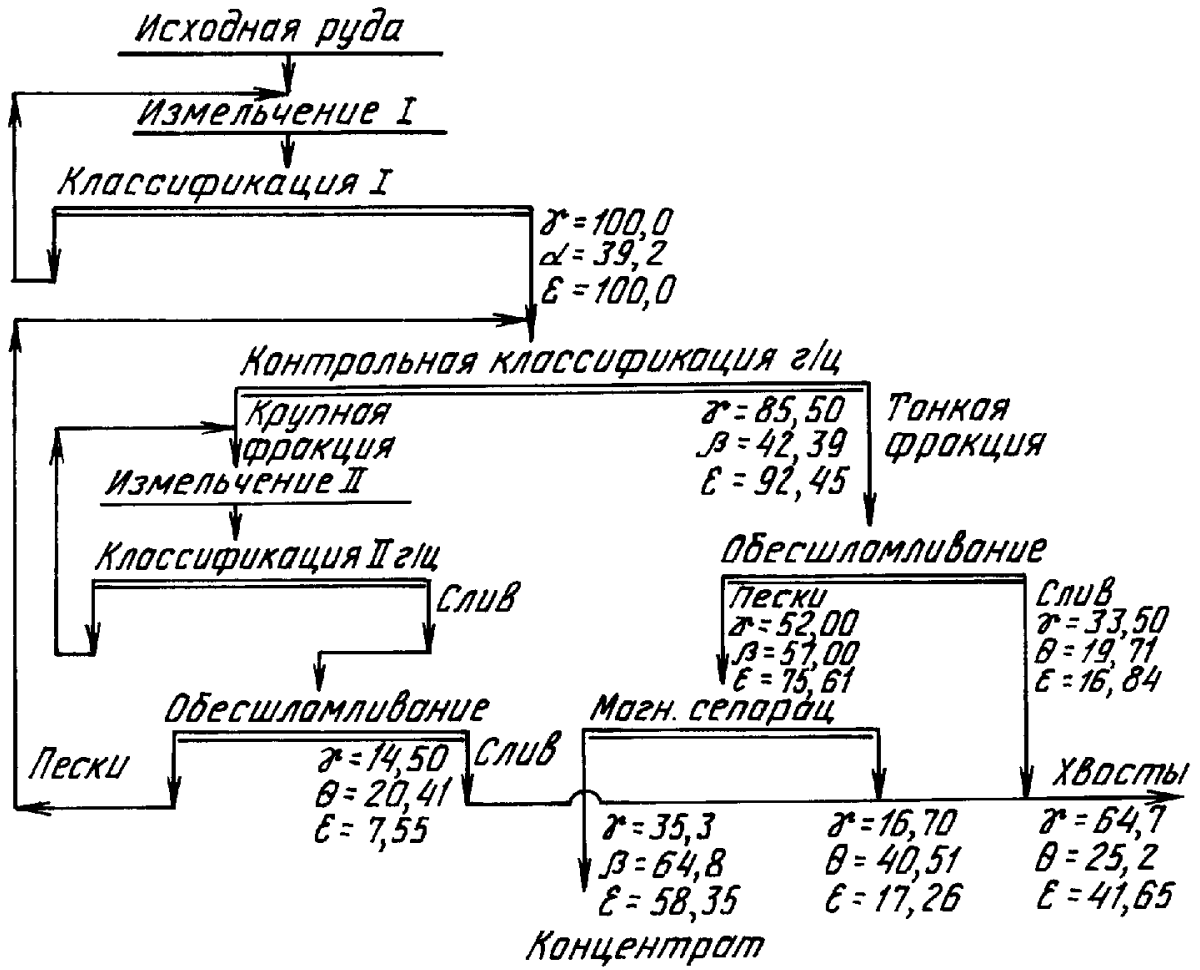 Исходная руда
Измельчение I
Классификация I
γ=100,0
α=39,2
ε=100,0
Контрольная классификация г/ц
Крупная
фракция
γ=85,50
β=42,39
ε=92,45
Тонкая
фракция
Измельчение II
Классификация II г/ц
Слив
Обесшламливание
Пески
γ=52,00
β=57,00
ε=75,61
Слив
γ=33,50
θ=19,71
ε=16,84
Обесшламливание
Пески
γ=14,50
θ=20,41
ε=7,55
Слив
Магн. сепарац
Хвосты
γ=35,3
β=64,8
ε=58,35
Концентрат
γ=16,70
θ=40,51
ε=17,26
γ=64,7
θ=25,2
ε=41,65